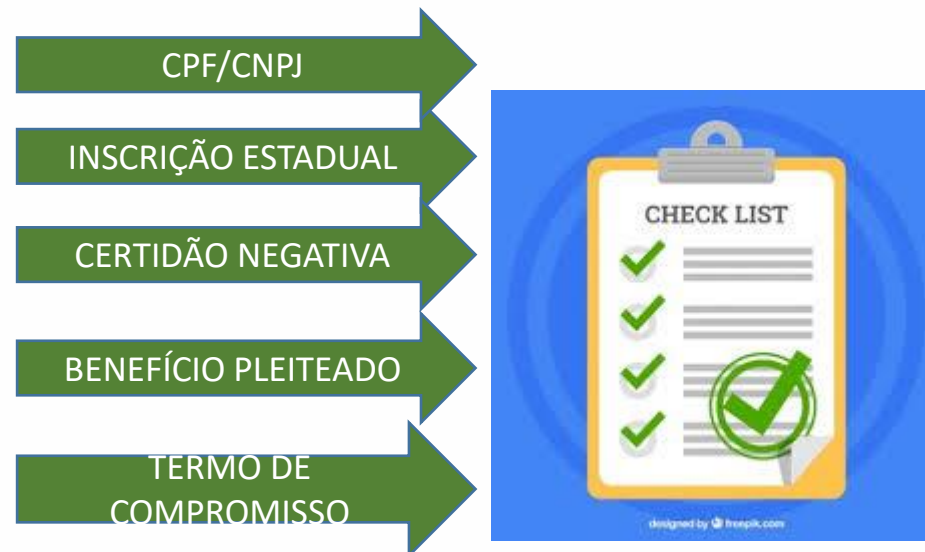 CPF/CNPJ
INSCRIÇÃO ESTADUAL
CERTIDÃO NEGATIVA
BENEFÍCIO PLEITEADO
TERMO DE
COMPROMISSO
CHECK LIST
designed by freepik.com